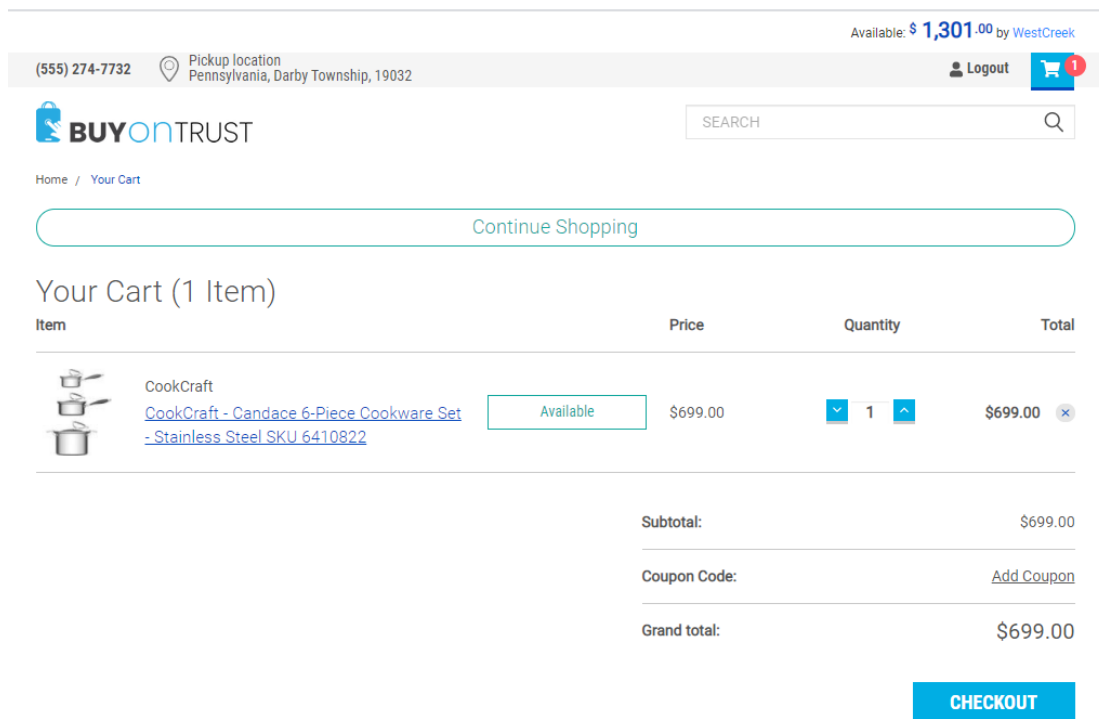 Available: $ 1,301.00 by WestCreek
(555) 274-7732
Pickup location
Pennsylvania, Darby Township, 19032
Logout
1
BUYONTRUST
SEARCH
Home / Your Cart
Continue Shopping
Your Cart (1 Item)
Item Price Quantity Total
CookCraft
CookCraft - Candace 6-Piece Cookware Set
- Stainless Steel SKU 6410822
Available
$699.00
1
$699.00
Subtotal: $699.00
Coupon Code: Add Coupon
Grand total: $699.00
CHECKOUT